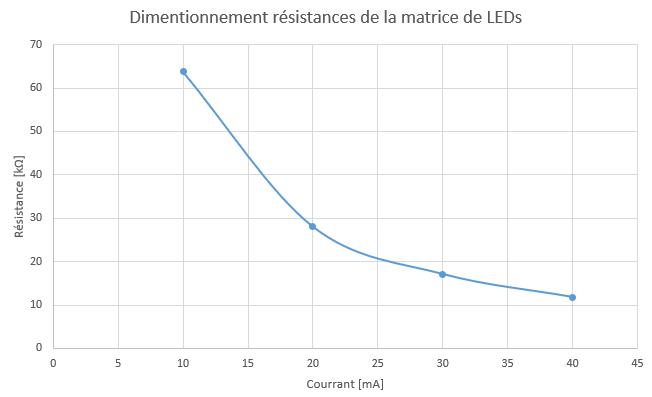 Dimentionnement résistances de la matrice de LEDs
70
60
50
40
30
20
10
0
Résistance [kΩ]
0 5 10 15 20 25 30 35 40 45
Courrant [mA]